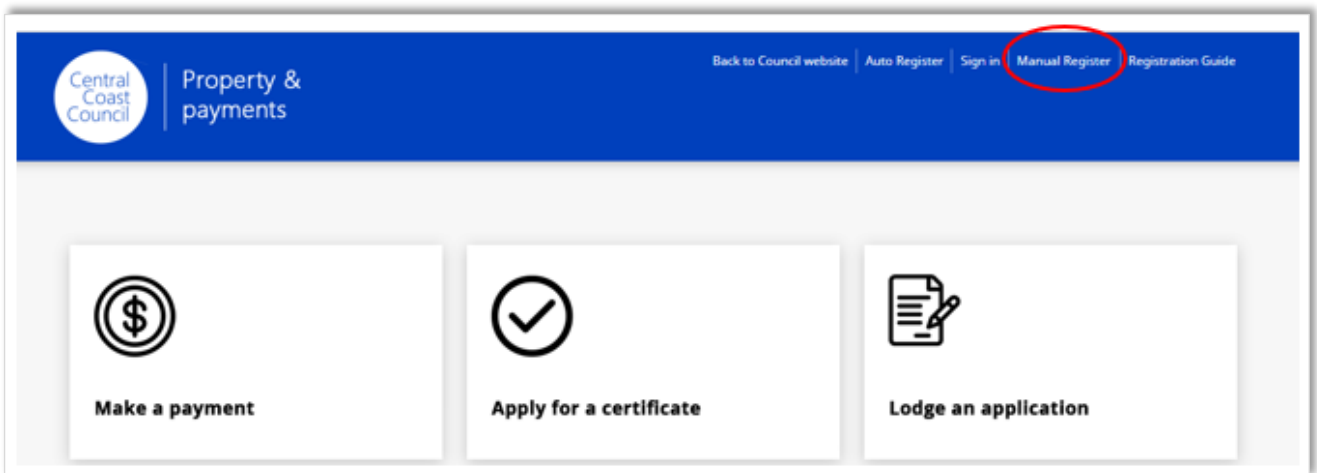 Central
Coast
Council
Property &
payments
Back to Council website Auto Register Sign in Manual Register Registration Guide
$
Make a payment
Apply for a certificate
Lodge an application